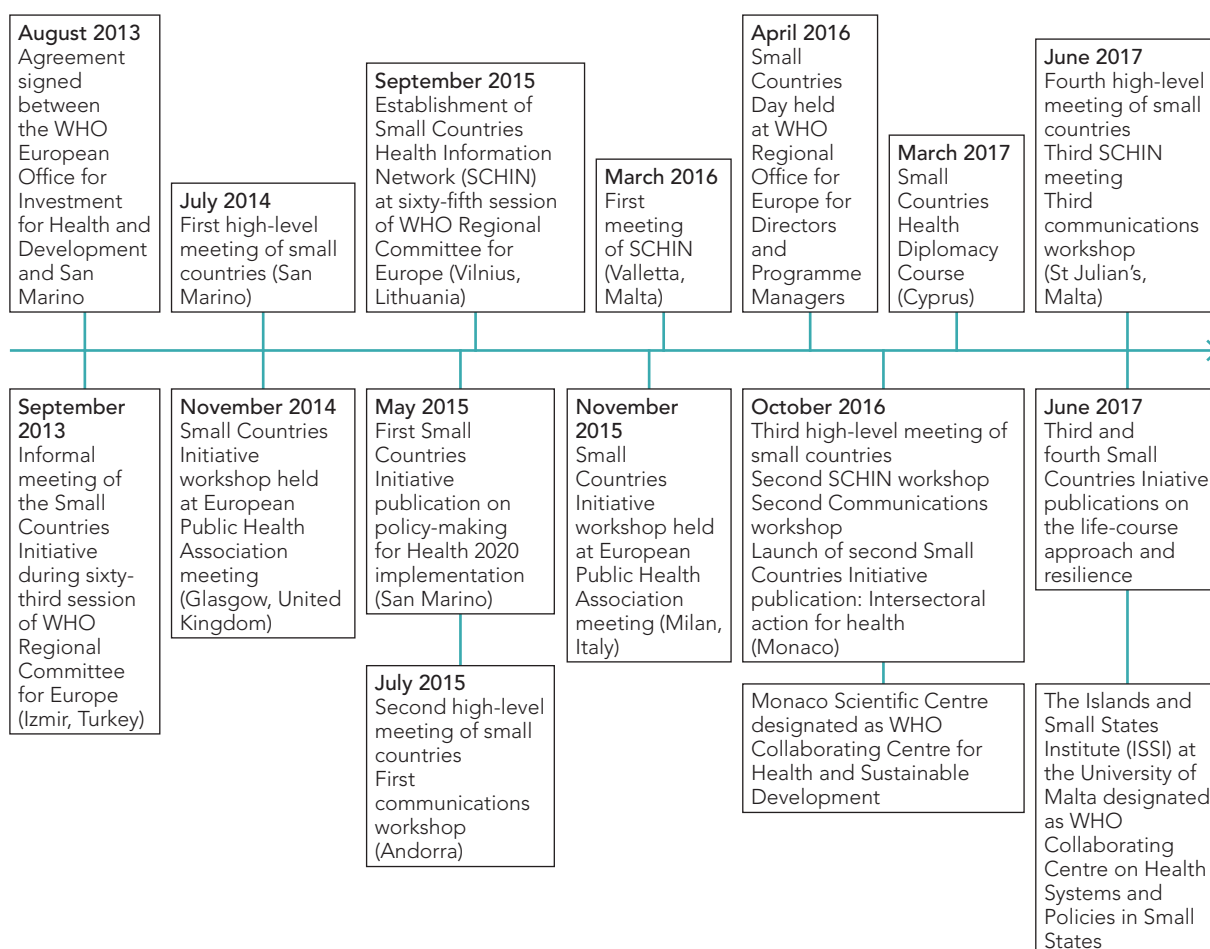 August 2013
Agreement
signed
between
the WHO
European
Office for
Investment
for Health and
Development
and San
Marino
July 2014
First high-level
meeting of small
countries (San
Marino)
September 2015
Establishment of
Small Countries
Health Information
Network (SCHIN)
at sixty-fifth session
of WHO Regional
Committee for
Europe (Vilnius,
Lithuania)
March 2016
First
meeting
of SCHIN
(Valletta,
Malta)
April 2016
Small
Countries
Day held
at WHO
Regional
Office for
Europe for
Directors
and
Programme
Managers
March 2017
Small
Countries
Health
Diplomacy
Course
(Cyprus)
June 2017
Fourth high-level
meeting of small
countries
Third SCHIN
meeting
Third
communications
workshop
(St Julian’s,
Malta)
September
2013
Informal
meeting of
the Small
Countries
Initiative
during sixty-
third session
of WHO
Regional
Committee
for Europe
(Izmir, Turkey)
November 2014
Small Countries
Initiative
workshop held
at European
Public Health
Association
meeting
(Glasgow, United
Kingdom)
May 2015
First Small
Countries
Initiative
publication on
policy-making
for Health 2020
implementation
(San Marino)
July 2015
Second high-level
meeting of small
countries
First
communications
workshop
(Andorra)
November
2015
Small
Countries
Initiative
workshop held
at European
Public Health
Association
meeting (Milan,
Italy)
October 2016
Third high-level meeting of
small countries
Second SCHIN workshop
Second Communications
workshop
Launch of second Small
Countries Initiative
publication: Intersectoral
action for health
(Monaco)
Monaco Scientific Centre
designated as WHO
Collaborating Centre for
Health and Sustainable
Development
June 2017
Third and
fourth Small
Countries Iniative
publications on
the life-course
approach and
resilience
The Islands and
Small States
Institute (ISSI) at
the University of
Malta designated
as WHO
Collaborating
Centre on Health
Systems and
Policies in Small
States